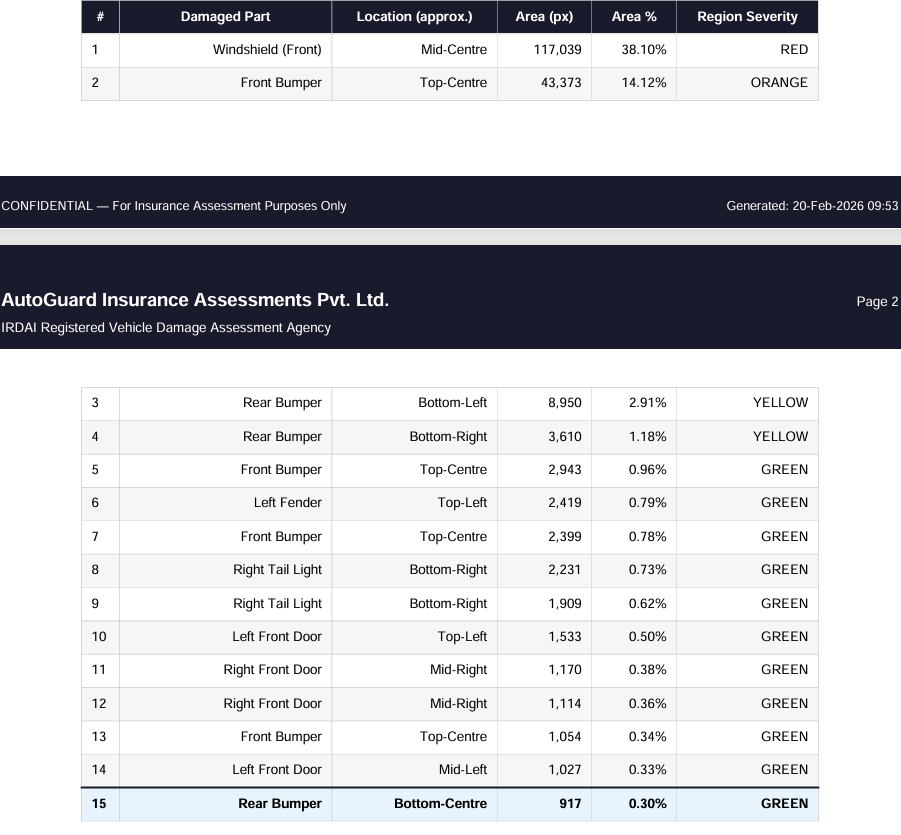 # Damaged Part Location (approx.) Area (px) Area % Region Severity
1 Windshield (Front) Mid-Centre 117,039 38.10% RED
2 Front Bumper Top-Centre 43,373 14.12% ORANGE
CONFIDENTIAL — For Insurance Assessment Purposes Only Generated: 20-Feb-2026 09:53
AutoGuard Insurance Assessments Pvt. Ltd. Page 2
IRDAI Registered Vehicle Damage Assessment Agency
3 Rear Bumper Bottom-Left 8,950 2.91% YELLOW
4 Rear Bumper Bottom-Right 3,610 1.18% YELLOW
5 Front Bumper Top-Centre 2,943 0.96% GREEN
6 Left Fender Top-Left 2,419 0.79% GREEN
7 Front Bumper Top-Centre 2,399 0.78% GREEN
8 Right Tail Light Bottom-Right 2,231 0.73% GREEN
9 Right Tail Light Bottom-Right 1,909 0.62% GREEN
10 Left Front Door Top-Left 1,533 0.50% GREEN
11 Right Front Door Mid-Right 1,170 0.38% GREEN
12 Right Front Door Mid-Right 1,114 0.36% GREEN
13 Front Bumper Top-Centre 1,054 0.34% GREEN
14 Left Front Door Mid-Left 1,027 0.33% GREEN
15 Rear Bumper Bottom-Centre 917 0.30% GREEN